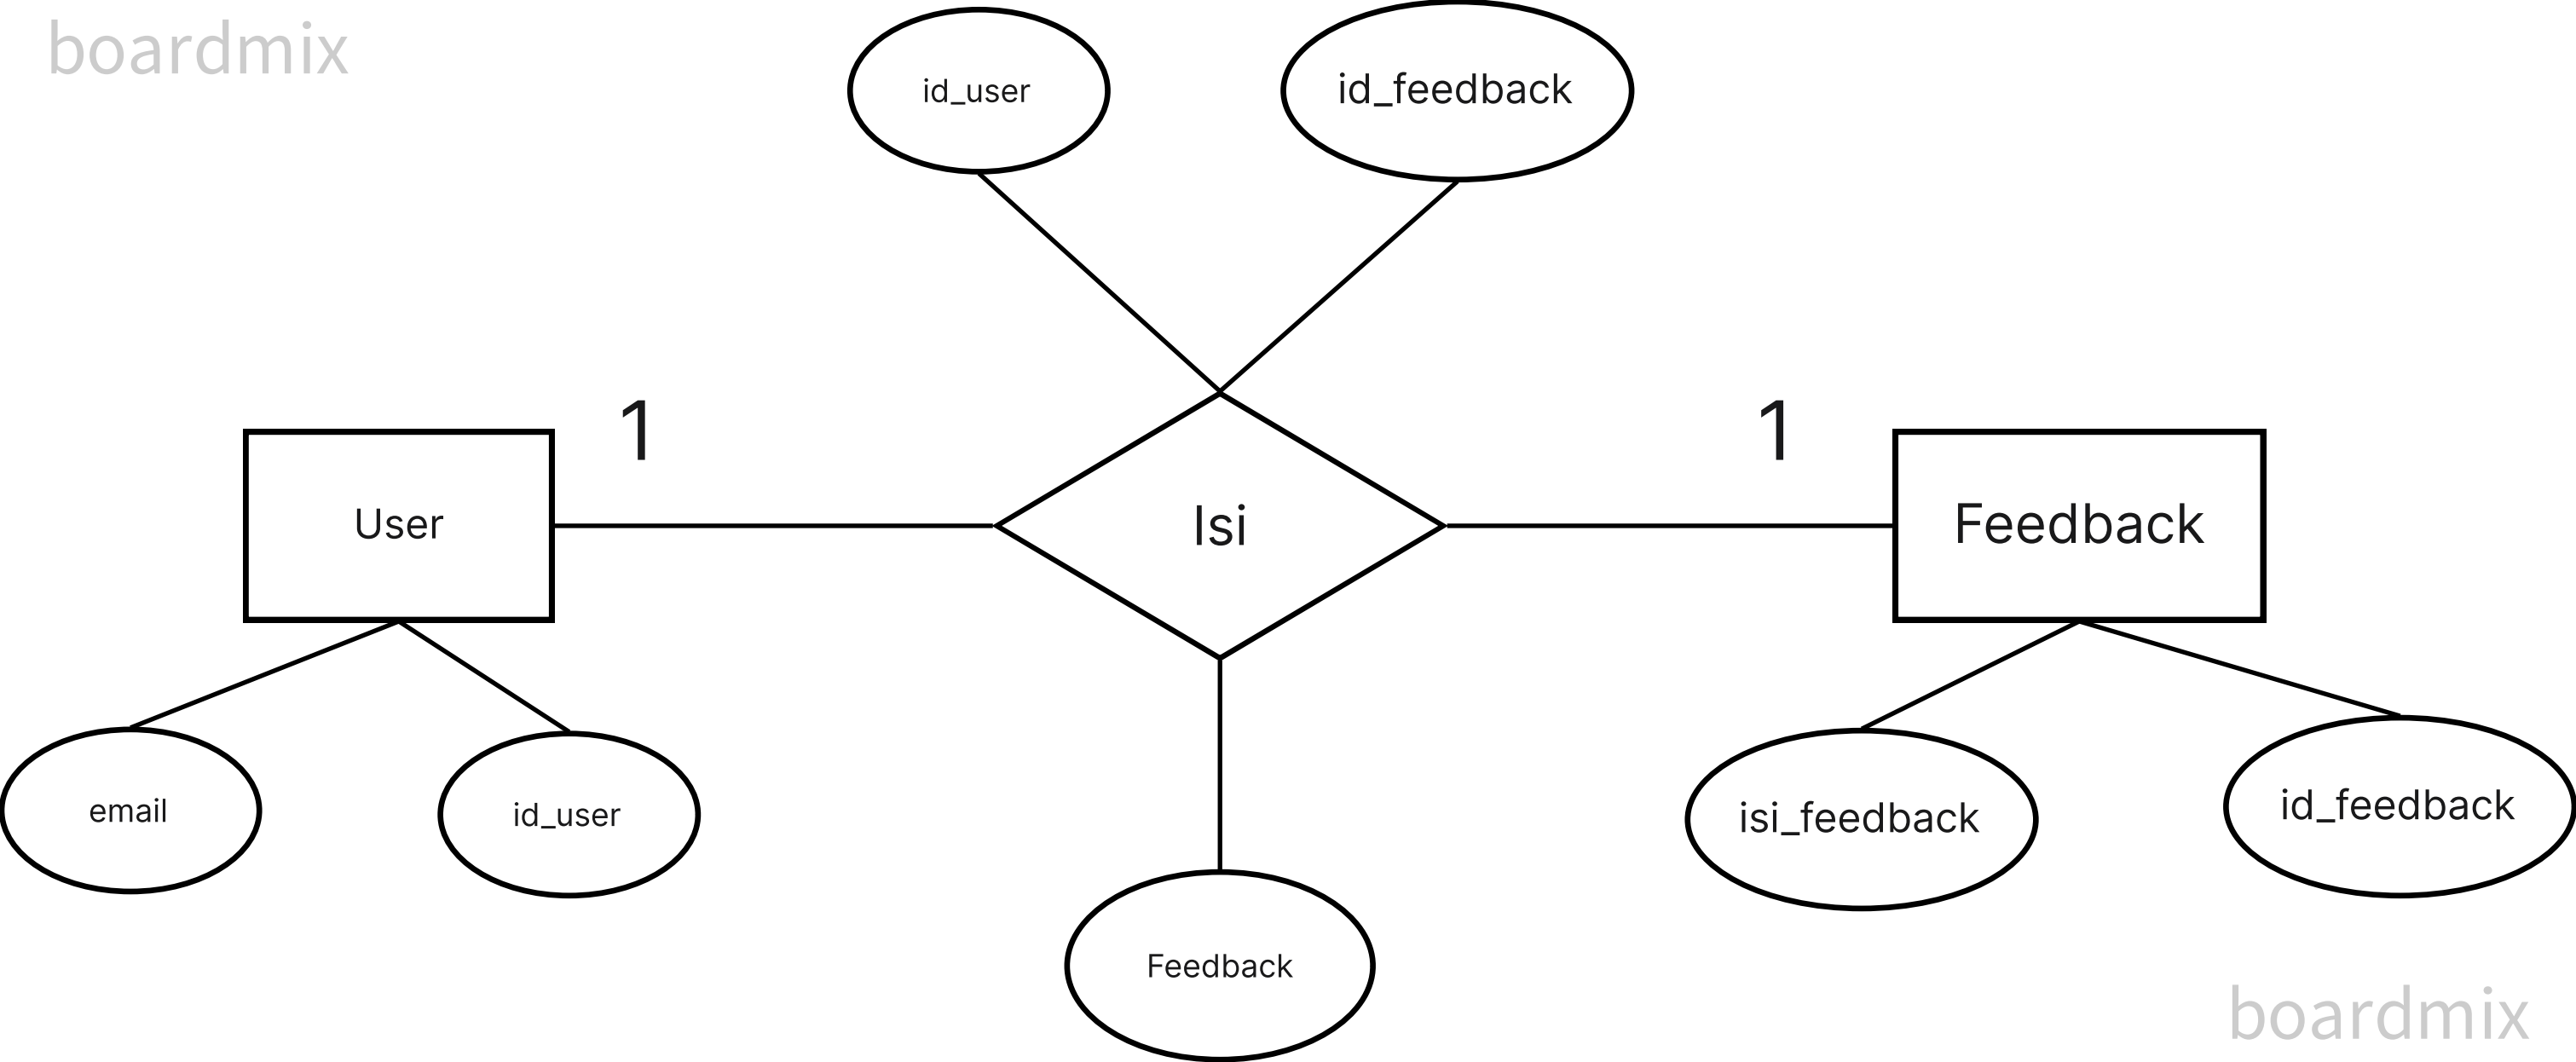 boardmix
id_user
id_feedback
1
1
User
Isi
Feedback
email
id_user
isi_feedback
id_feedback
Feedback
boardmix